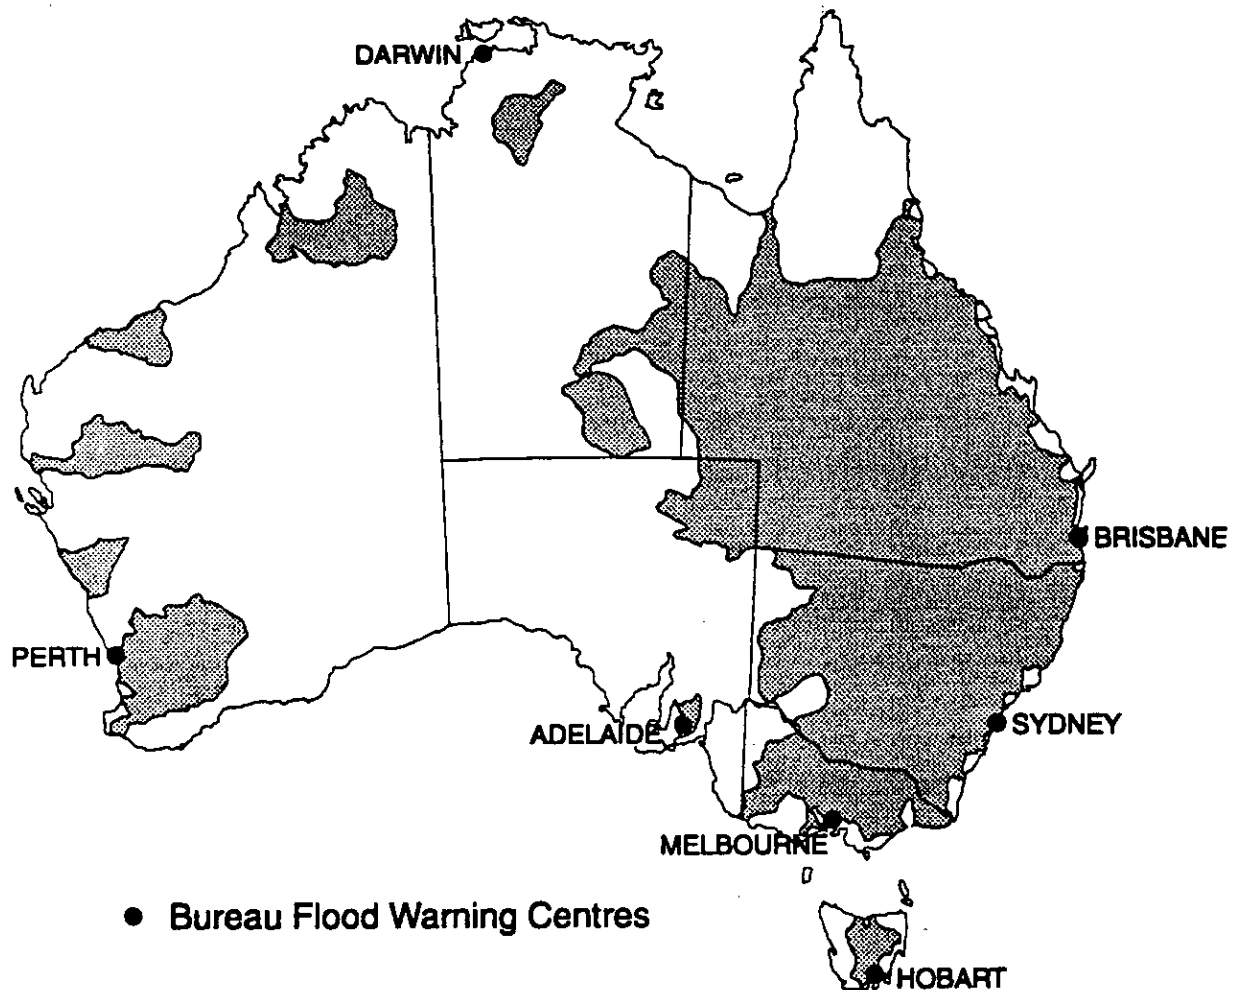 DARWIN
BRISBANE
PERTH
ADELAIDE
SYDNEY
MELBOURNE
Bureau Flood Warning Centres
HOBART